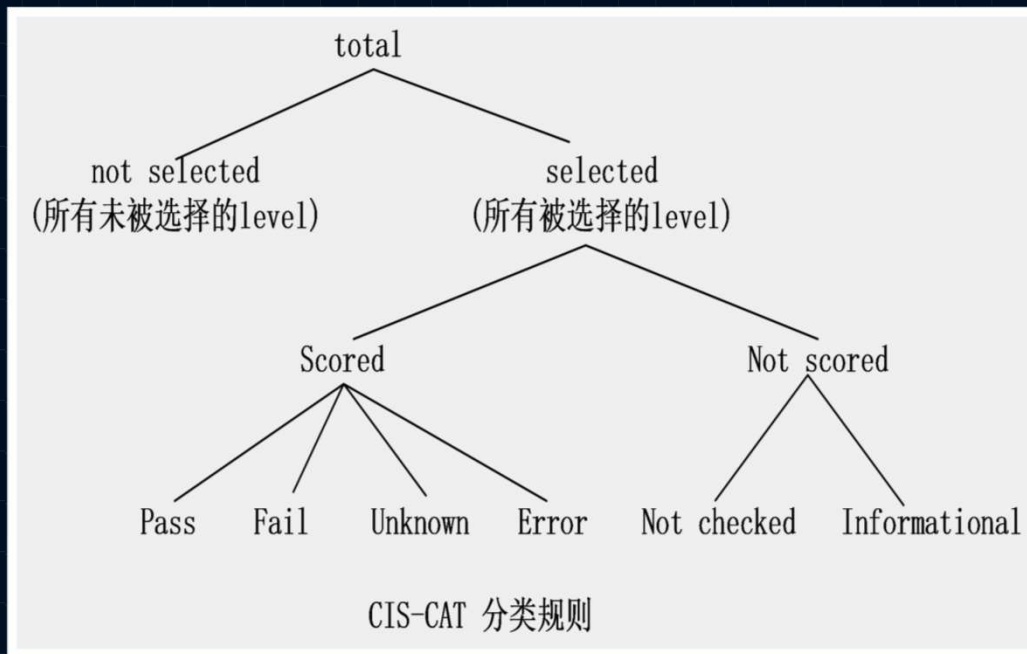 total
not selected
(所有未被选择的level)
selected
(所有被选择的level)
Scored
Not scored
Pass
Fail
Unknown
Error
Not checked
Informational
CIS-CAT 分类规则